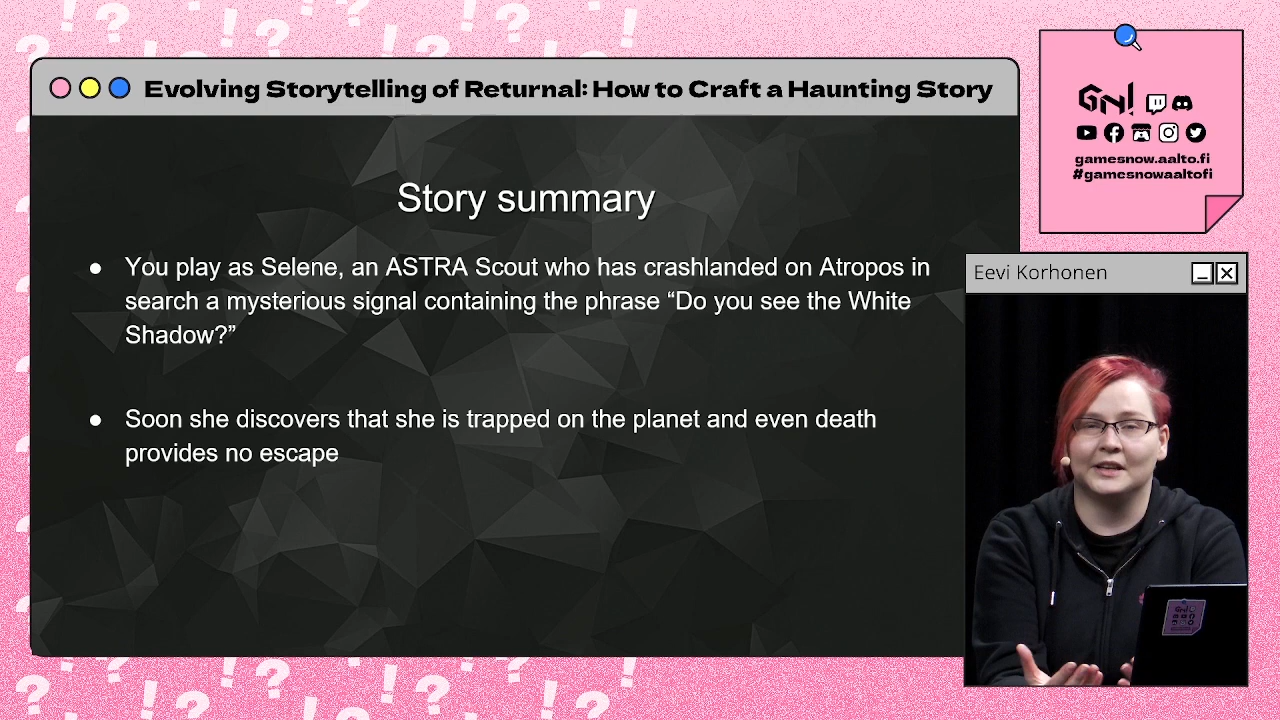 Evolving Storytelling of Returnal: How to Craft a Haunting Story
GN!
gamesnow.aalto.fi
#gamesnowaaltofi
Story summary
● You play as Selene, an ASTRA Scout who has crashlanded on Atropos in
search a mysterious signal containing the phrase “Do you see the White
Shadow?”
● Soon she discovers that she is trapped on the planet and even death
provides no escape
Eevi Korhonen
GN!